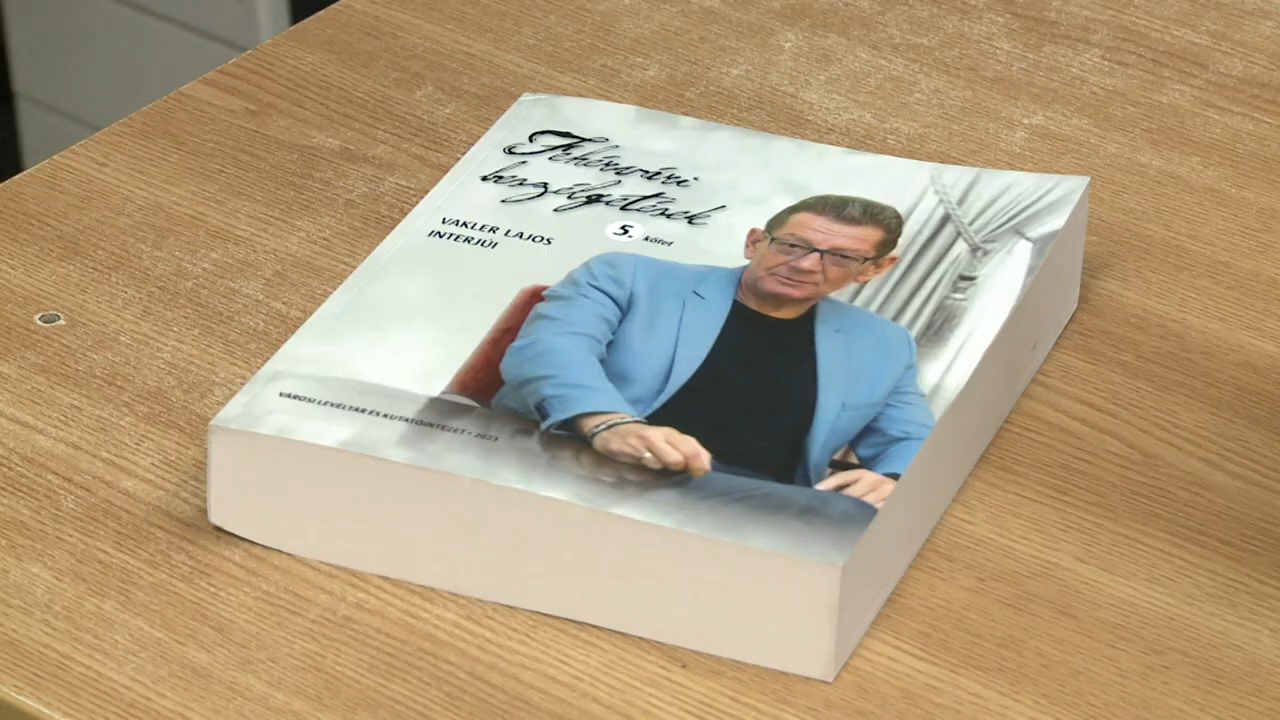 Fehérvári
beszélgetések
5. kötet
VAKLER LAJOS
INTERJÚI
VÁROSI LEVÉLTÁR ÉS KUTATÓINTÉZET • 2023